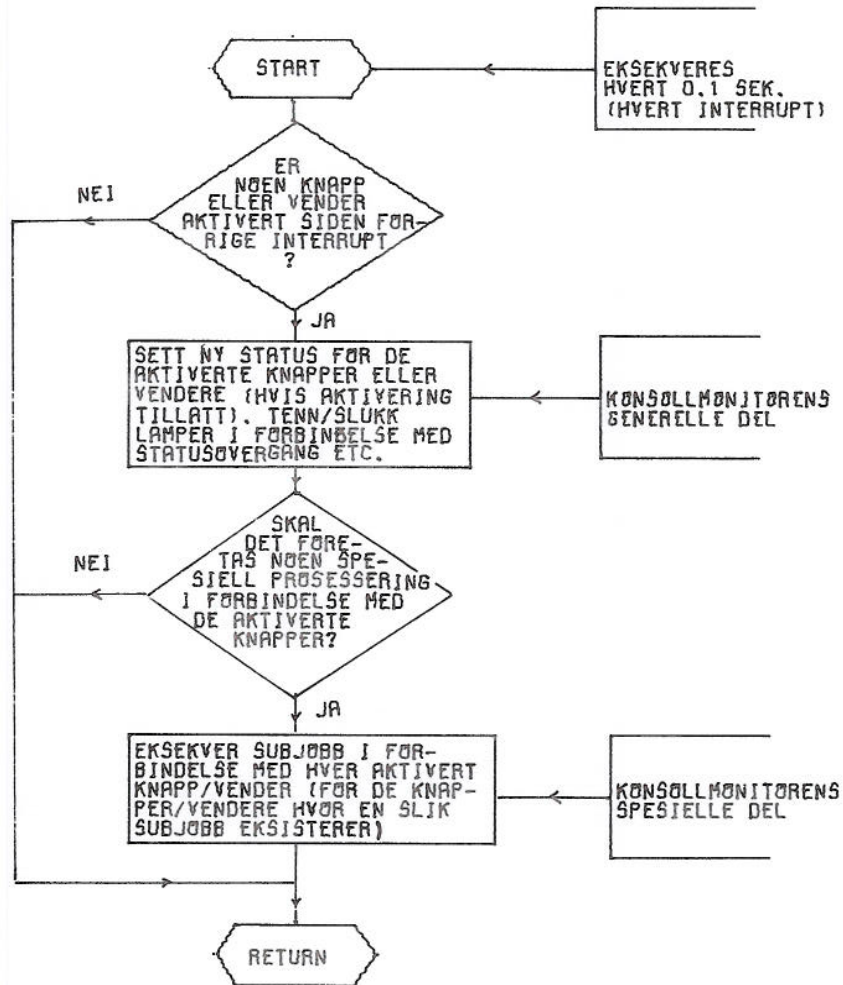 START
EKSEKVERES
HVERT 0.1 SEK.
(HVERT INTERRUPT)
ER
NOEN KNAPP
ELLER VENDER
AKTIVERT SIDEN FOR-
RIGE INTERRUPT
?
NEI
JA
SETT NY STATUS FOR DE
AKTIVERTE KNAPPER ELLER
VENDERE (HVIS AKTIVERING
TILLATT). TENN/SLUKK
LAMPER I FORBINDELSE MED
STATUSOVERGANG ETC.
KONSOLLMONITORENS
GENERELLE DEL
SKAL
DET FORE-
TAS NOEN SPE-
SIELL PROSESSERING
I FORBINDELSE MED
DE AKTIVERTE
KNAPPER?
NEI
JA
EKSEKVER SUBJOBB I FOR-
BINDELSE MED HVER AKTIVERT
KNAPP/VENDER (FOR DE KNAP-
PER/VENDERE HVOR EN SLIK
SUBJOBB EKSISTERER)
KONSOLLMONITORENS
SPESIELLE DEL
RETURN